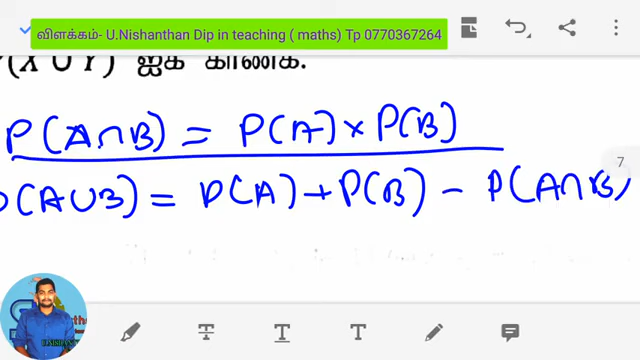 விளக்கம்- U.Nishanthan Dip in teaching ( maths) Tp 0770367264
(X U Y) ஐக் காண்க.
P(A∩B) = P(A) × P(B)
P(A∪B) = P(A) + P(B) - P(A∩B)
7